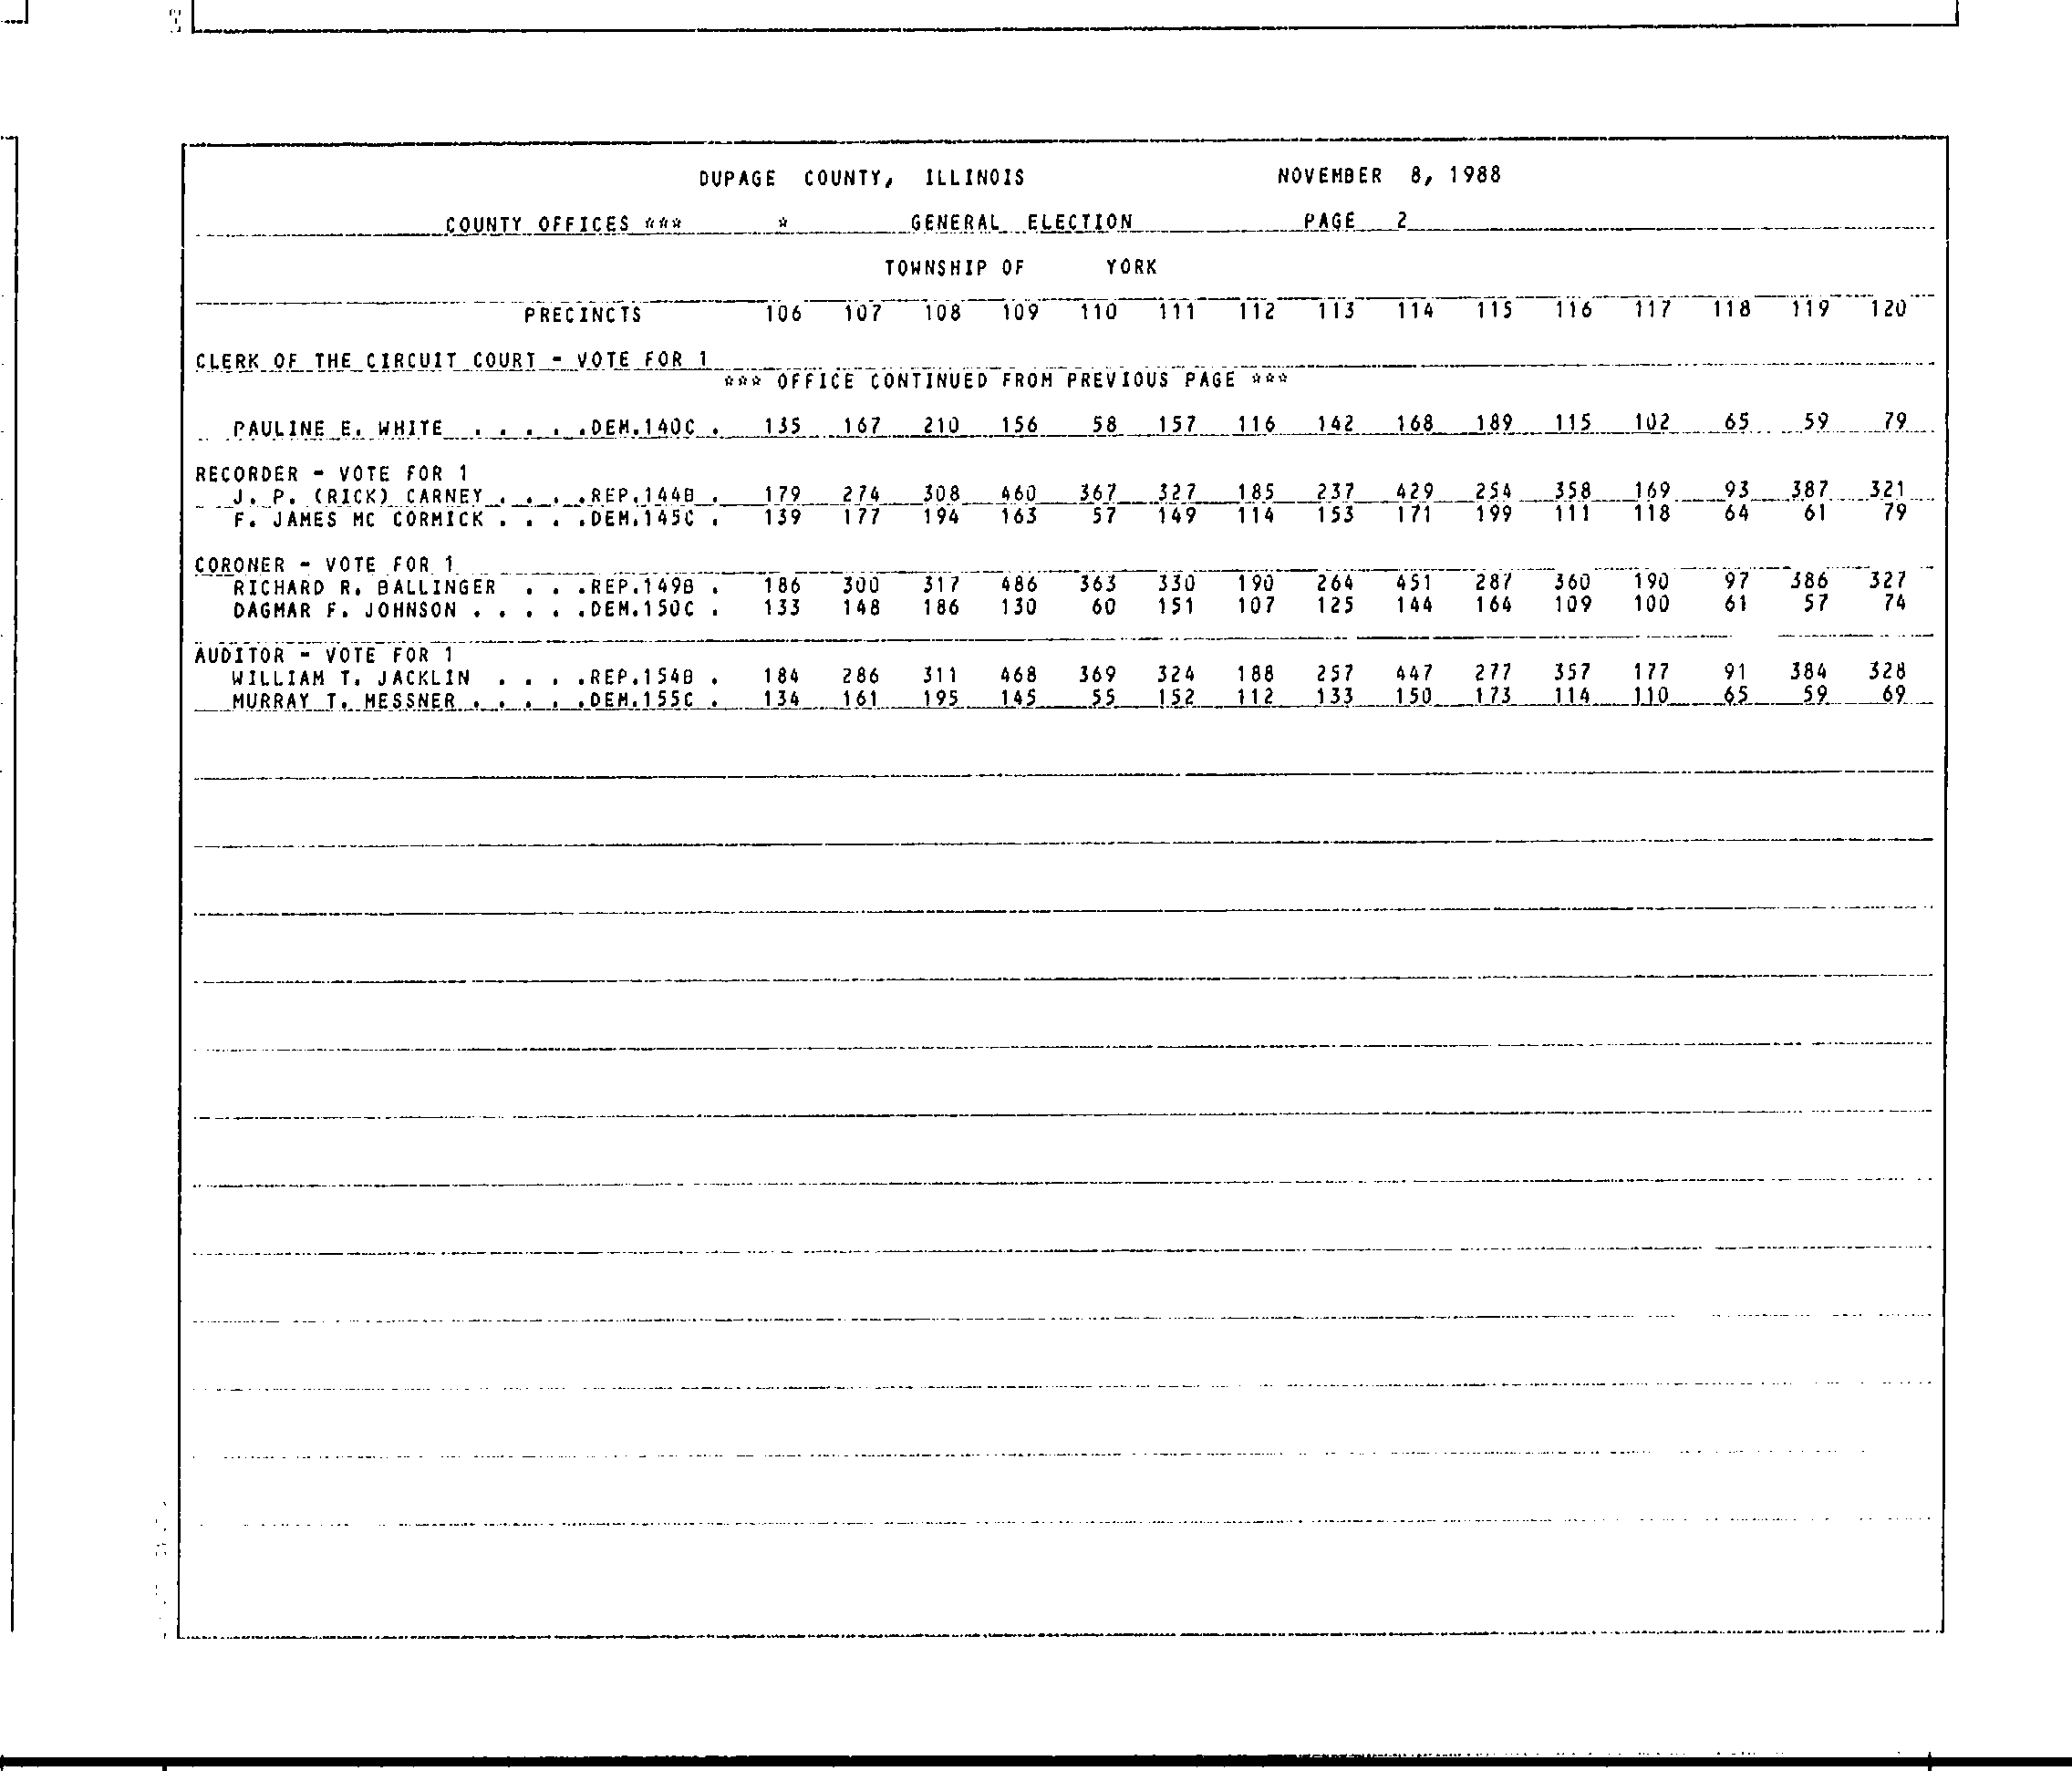 DUPAGE COUNTY, ILLINOIS NOVEMBER 8, 1988
COUNTY OFFICES *** * GENERAL ELECTION PAGE 2
TOWNSHIP OF YORK
PRECINCTS 106 107 108 109 110 111 112 113 114 115 116 117 118 119 120
CLERK OF THE CIRCUIT COURT - VOTE FOR 1
*** OFFICE CONTINUED FROM PREVIOUS PAGE ***
PAULINE E. WHITE . . . . .DEM.140C . 135 167 210 156 58 157 116 142 168 189 115 102 65 59 79
RECORDER - VOTE FOR 1
J. P. (RICK) CARNEY . . . .REP.144B . 179 274 308 460 367 327 185 237 429 254 358 169 93 387 321
F. JAMES MC CORMICK . . . .DEM.145C . 139 177 194 163 57 149 114 153 171 199 111 118 64 61 79
CORONER - VOTE FOR 1
RICHARD R. BALLINGER . . .REP.149B . 186 300 317 486 363 330 190 264 451 287 360 190 97 386 327
DAGMAR F. JOHNSON . . . . .DEM.150C . 133 148 186 130 60 151 107 125 144 164 109 100 61 57 74
AUDITOR - VOTE FOR 1
WILLIAM T. JACKLIN . . . .REP.154B . 184 286 311 468 369 324 188 257 447 277 357 177 91 384 328
MURRAY T. MESSNER . . . . .DEM.155C . 134 161 195 145 55 152 112 133 150 173 114 110 65 59 69